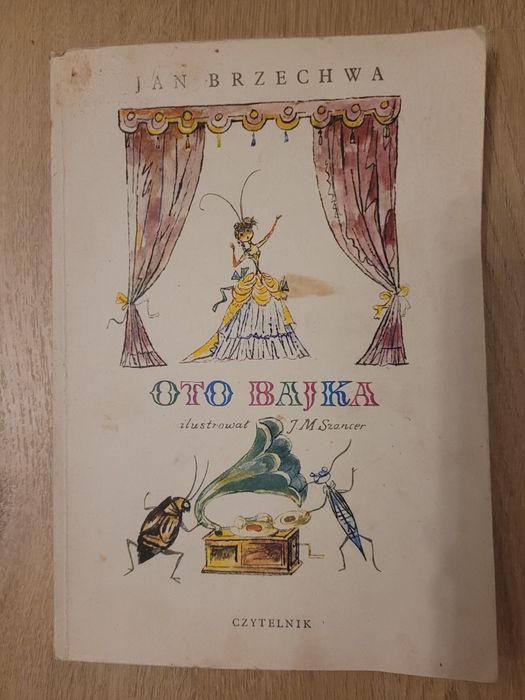 JAN BRZECHWA
OTO BAJKA
ilustrował J. M. Szancer
CZYTELNIK